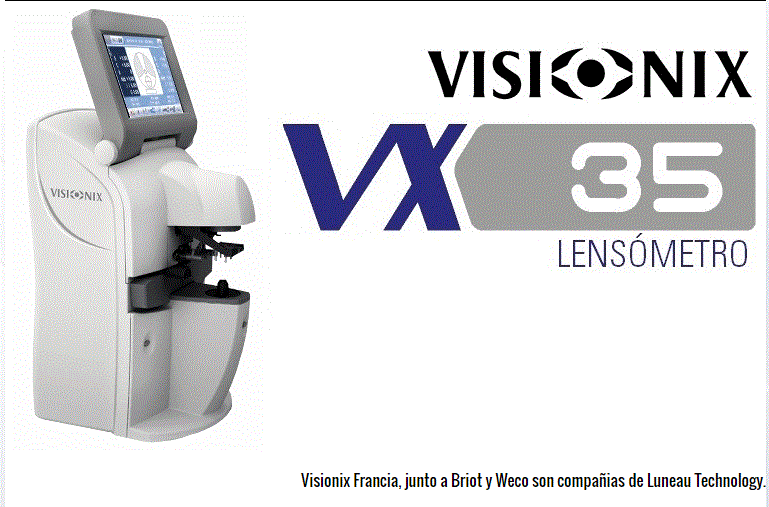 VISIONIX
VX 35
LENSÓMETRO
VISIONIX
Visionix Francia, junto a Briot y Weco son compañias de Luneau Technology.